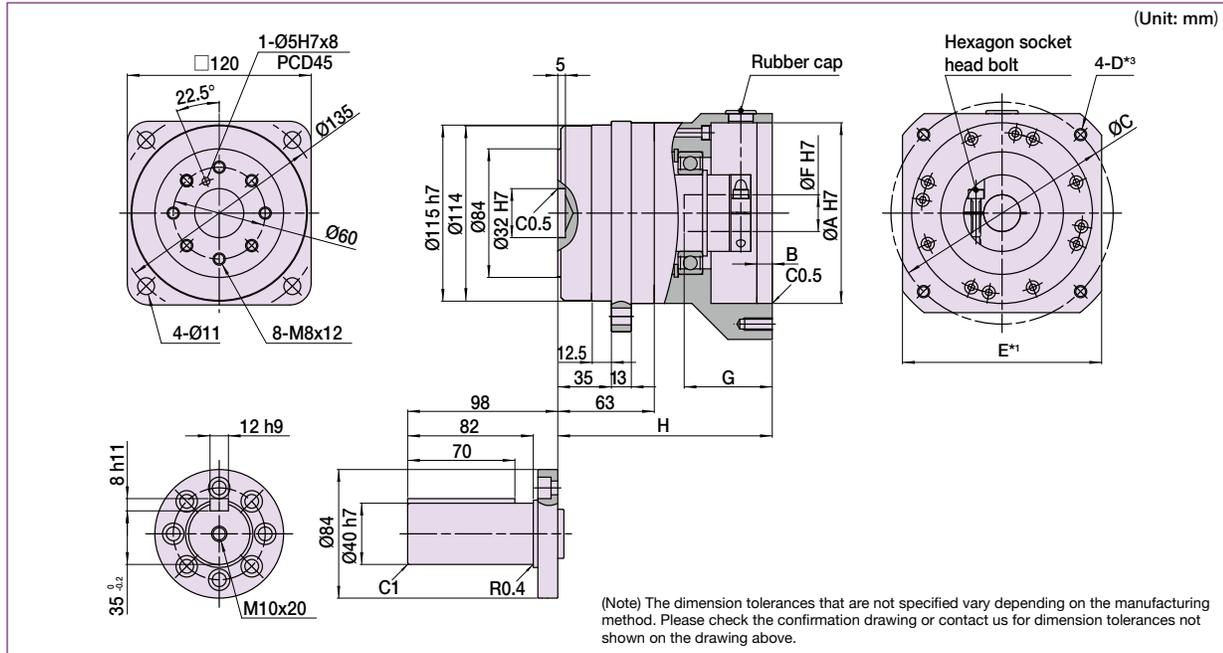 (Unit: mm)
1-Ø5H7x8
PCD45
□120
22.5°
Ø135
Ø60
4-Ø11
8-M8x12
5
Rubber cap
Ø115 h7
Ø114
Ø84
Ø32 H7
C0.5
ØF H7
ØA H7
B
C0.5
12.5
35
13
G
63
H
Hexagon socket
head bolt
4-D*3
ØC
E*1
12 h9
8 h11
35 0 -0.2
M10x20
98
82
70
Ø84
Ø40 h7
C1
R0.4
(Note) The dimension tolerances that are not specified vary depending on the manufacturing
method. Please check the confirmation drawing or contact us for dimension tolerances not
shown on the drawing above.